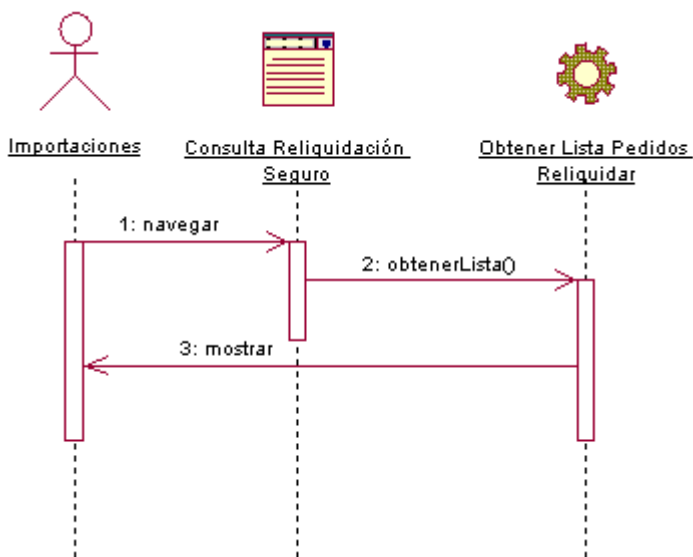 Importaciones
Consulta Reliquidación
Seguro
Obtener Lista Pedidos
Reliquidar
1: navegar
2: obtenerLista()
3: mostrar